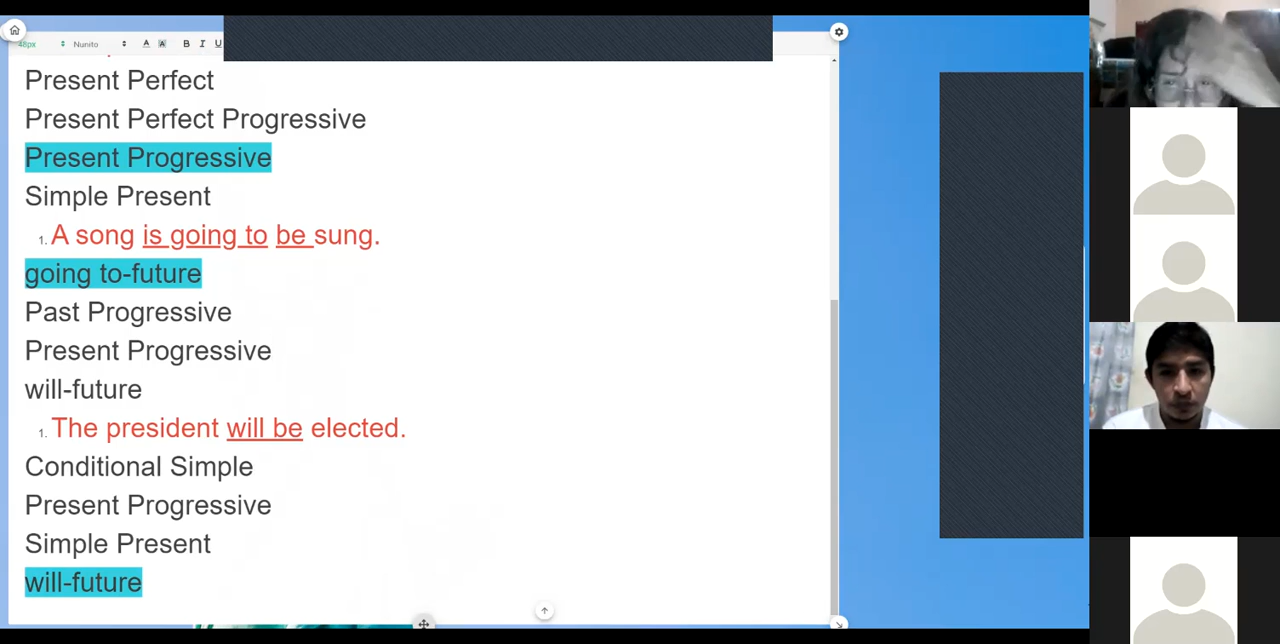 48px Nunito A A B I U
Present Perfect
Present Perfect Progressive
Present Progressive
Simple Present
1. A song is going to be sung.
going to-future
Past Progressive
Present Progressive
will-future
1. The president will be elected.
Conditional Simple
Present Progressive
Simple Present
will-future